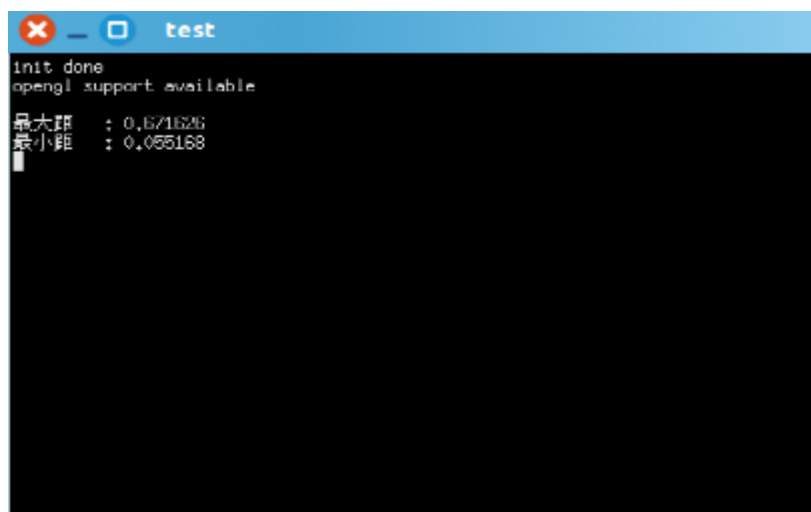 test
init done
opengl support available
最大距 : 0.671626
最小距 : 0.055168